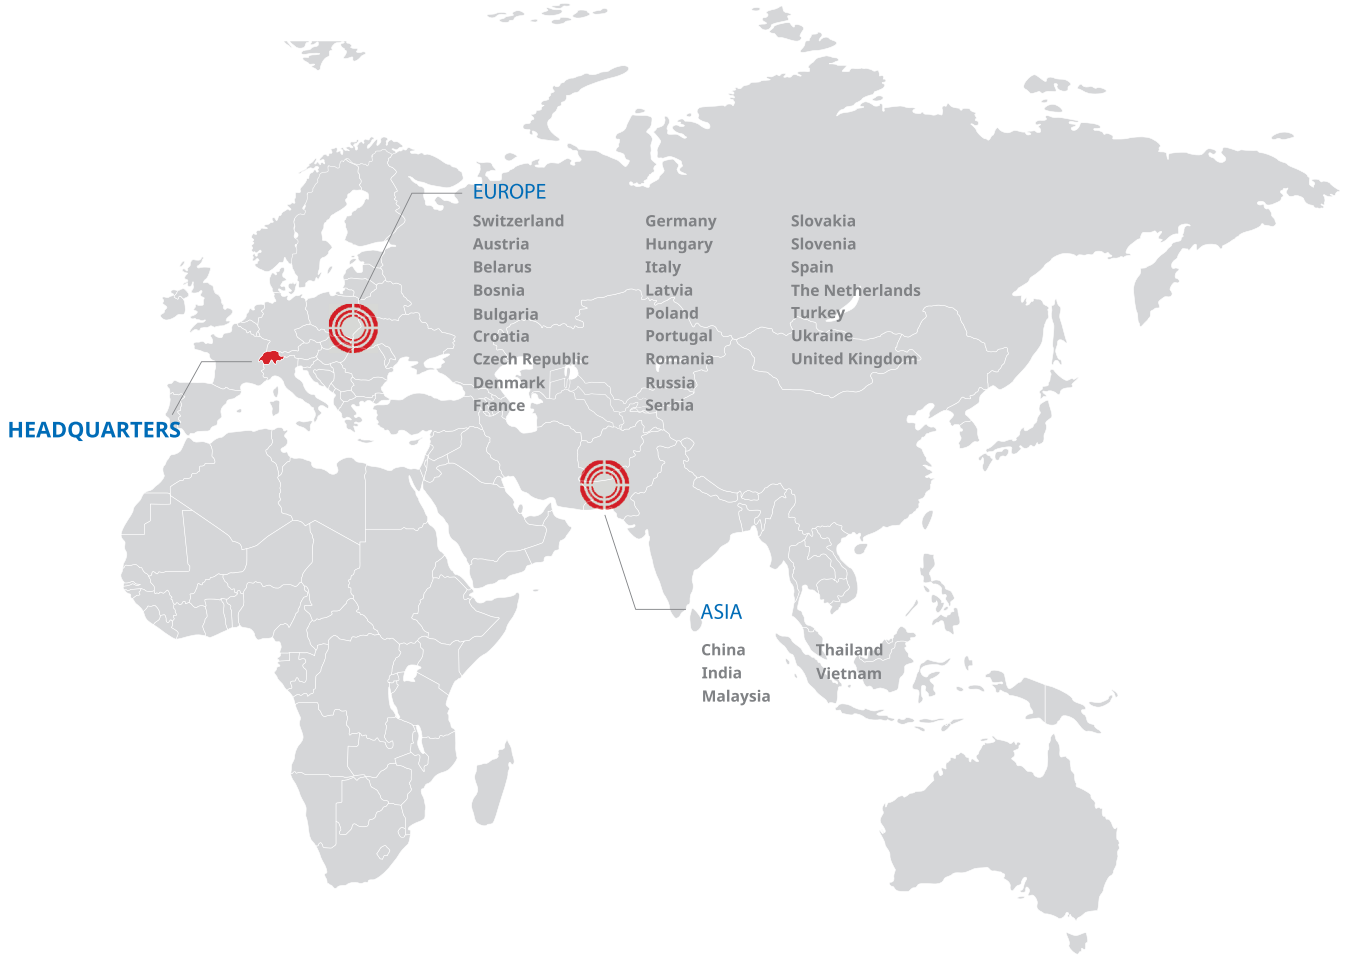 EUROPE
Switzerland
Austria
Belarus
Bosnia
Bulgaria
Croatia
Czech Republic
Denmark
France
Germany
Hungary
Italy
Latvia
Poland
Portugal
Romania
Russia
Serbia
Slovakia
Slovenia
Spain
The Netherlands
Turkey
Ukraine
United Kingdom
HEADQUARTERS
ASIA
China
India
Malaysia
Thailand
Vietnam